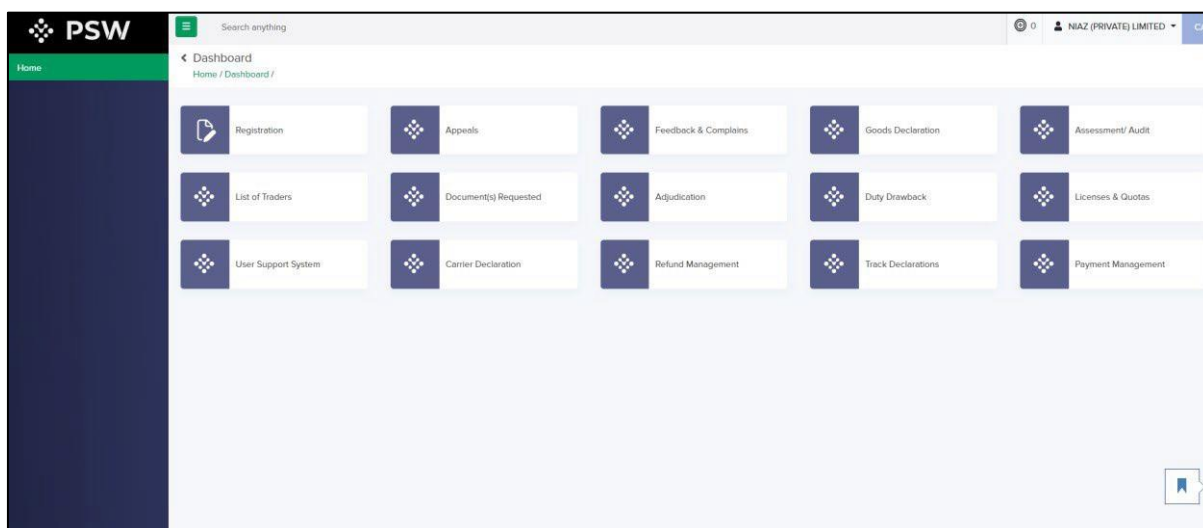 PSW
Search anything
0
NIAZ (PRIVATE) LIMITED
Home
Dashboard
Home / Dashboard /
Registration
Appeals
Feedback & Complains
Goods Declaration
Assessment/ Audit
List of Traders
Document(s) Requested
Adjudication
Duty Drawback
Licenses & Quotas
User Support System
Carrier Declaration
Refund Management
Track Declarations
Payment Management